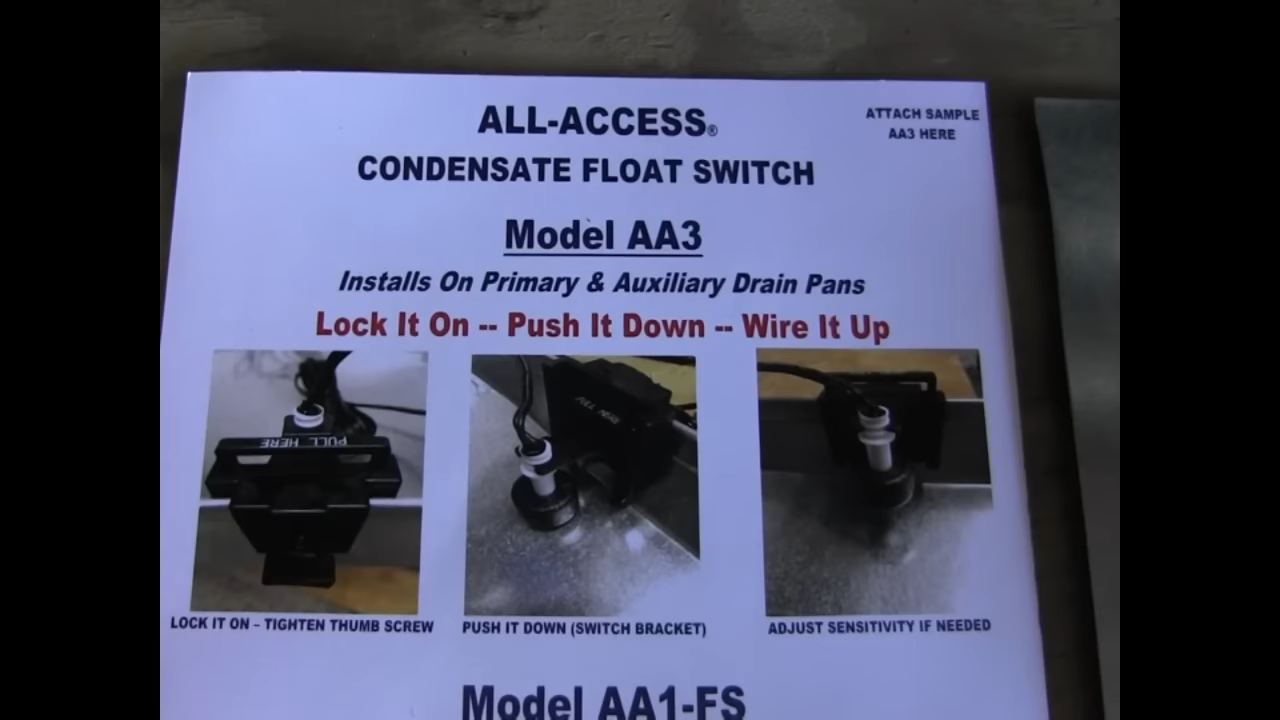 ALL-ACCESS®
ATTACH SAMPLE
AA3 HERE
CONDENSATE FLOAT SWITCH
Model AA3
Installs On Primary & Auxiliary Drain Pans
Lock It On -- Push It Down -- Wire It Up
PULL HERE
PULL HERE
LOCK IT ON – TIGHTEN THUMB SCREW
PUSH IT DOWN (SWITCH BRACKET)
ADJUST SENSITIVITY IF NEEDED
Model AA1-FS